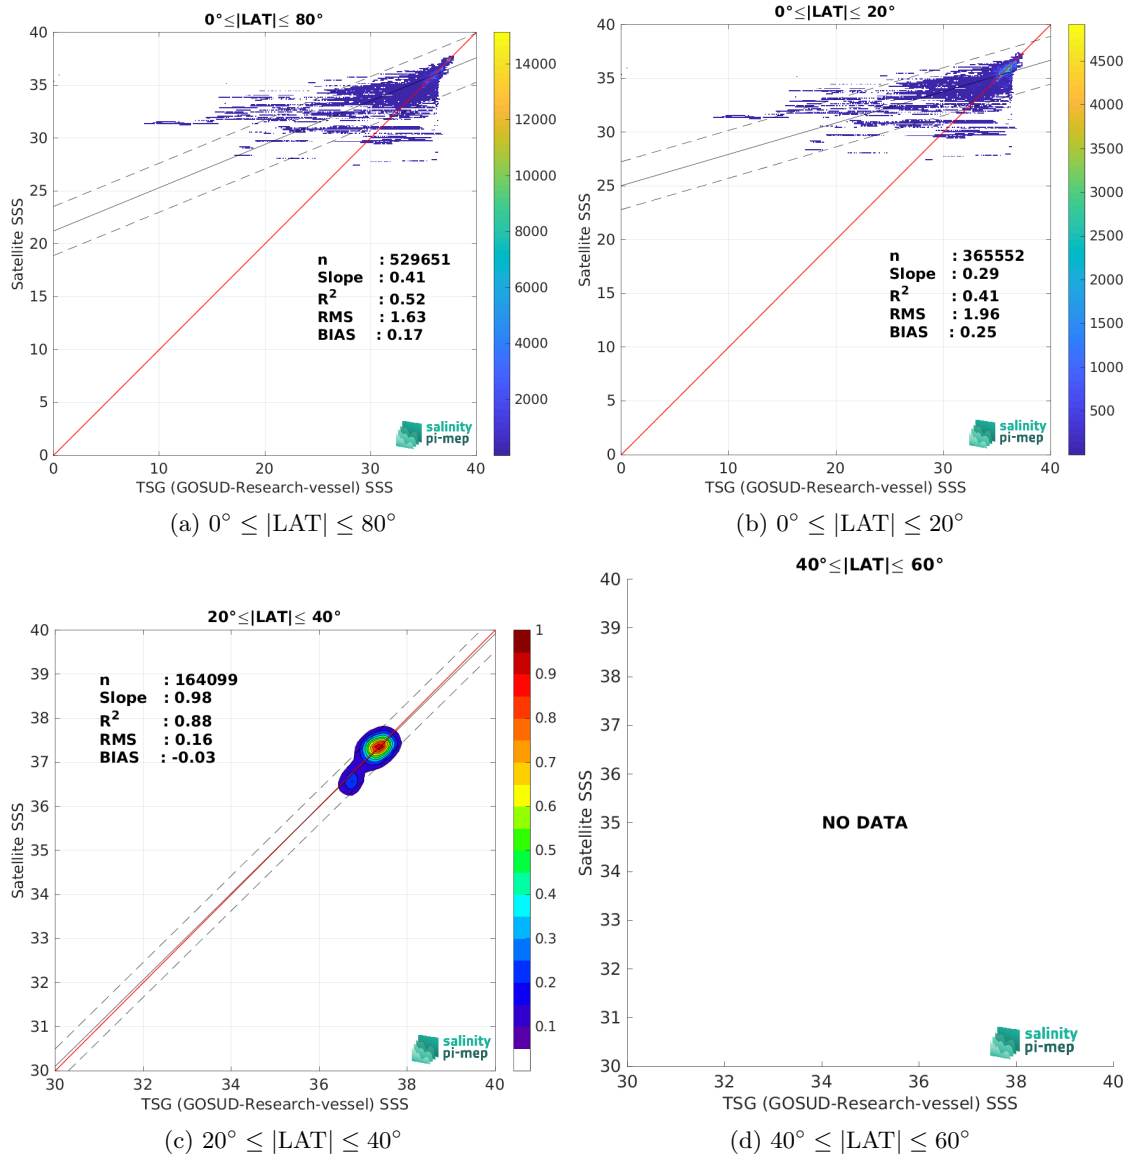 0°≤|LAT|≤ 80°
40
35
30
25
20
15
10
5
0
0
10
20
30
40
Satellite SSS
TSG (GOSUD-Research-vessel) SSS
n : 529651
Slope : 0.41
R² : 0.52
RMS : 1.63
BIAS : 0.17
14000
12000
10000
8000
6000
4000
2000
salinity
pi-mep
(a) 0° ≤ |LAT| ≤ 80°
0°≤|LAT|≤ 20°
40
35
30
25
20
15
10
5
0
0
10
20
30
40
Satellite SSS
TSG (GOSUD-Research-vessel) SSS
n : 365552
Slope : 0.29
R² : 0.41
RMS : 1.96
BIAS : 0.25
4500
4000
3500
3000
2500
2000
1500
1000
500
salinity
pi-mep
(b) 0° ≤ |LAT| ≤ 20°
20°≤|LAT|≤ 40°
40
39
38
37
36
35
34
33
32
31
30
30
32
34
36
38
40
Satellite SSS
TSG (GOSUD-Research-vessel) SSS
n : 164099
Slope : 0.98
R² : 0.88
RMS : 0.16
BIAS : -0.03
1
0.9
0.8
0.7
0.6
0.5
0.4
0.3
0.2
0.1
salinity
pi-mep
(c) 20° ≤ |LAT| ≤ 40°
40°≤|LAT|≤ 60°
40
39
38
37
36
35
34
33
32
31
30
30
32
34
36
38
40
Satellite SSS
TSG (GOSUD-Research-vessel) SSS
NO DATA
salinity
pi-mep
(d) 40° ≤ |LAT| ≤ 60°